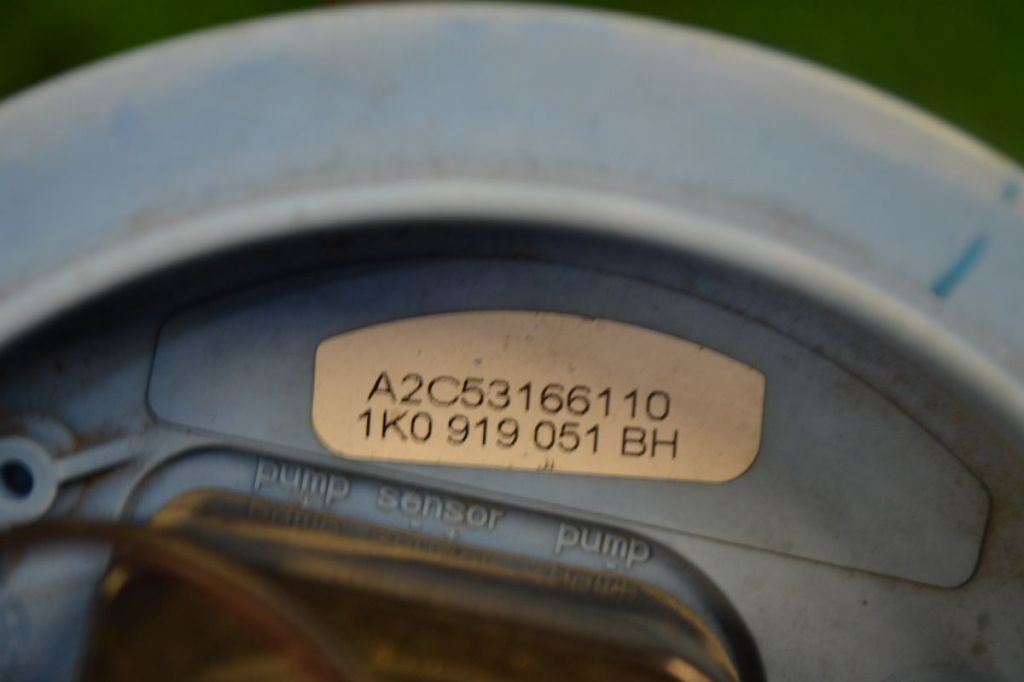 A2C53166110
1K0 919 051 BH
pump sensor pump